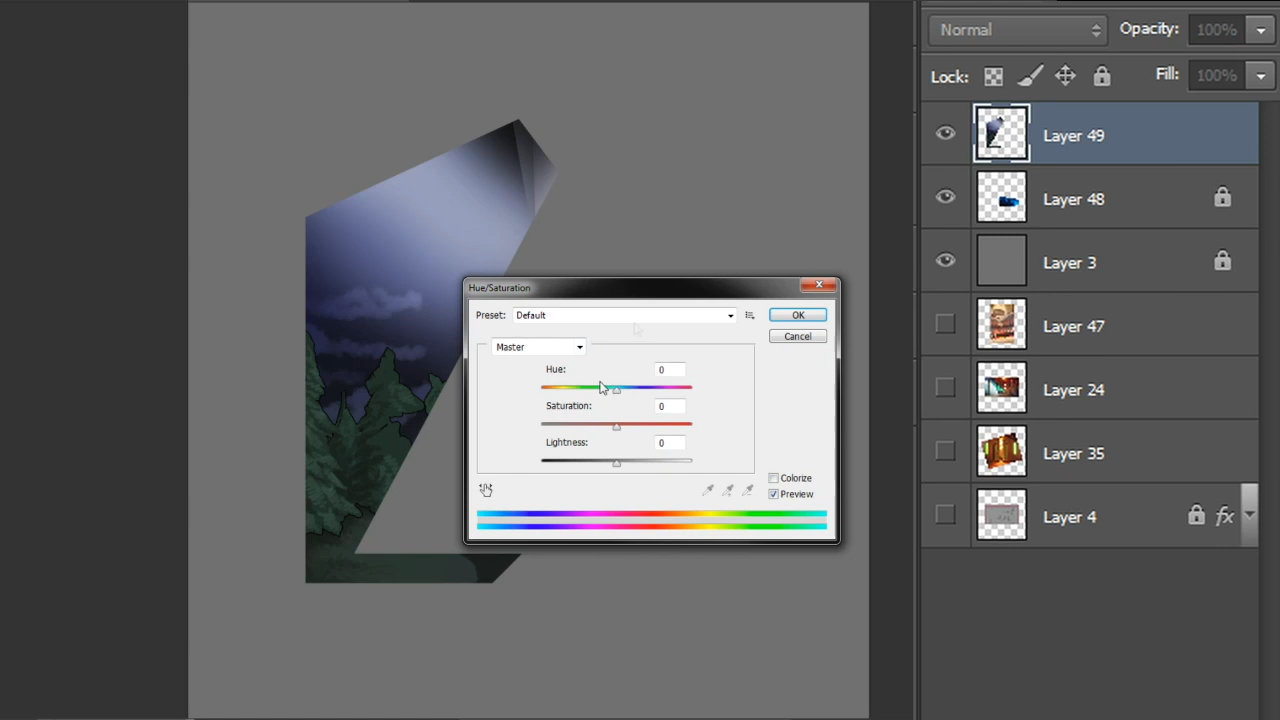 Normal Opacity: 100%
Lock: Fill: 100%
Layer 49
Layer 48
Layer 3
Layer 47
Layer 24
Layer 35
Layer 4 fx
Hue/Saturation
Preset: Default OK
Cancel
Master
Hue: 0
Saturation: 0
Lightness: 0
Colorize
Preview